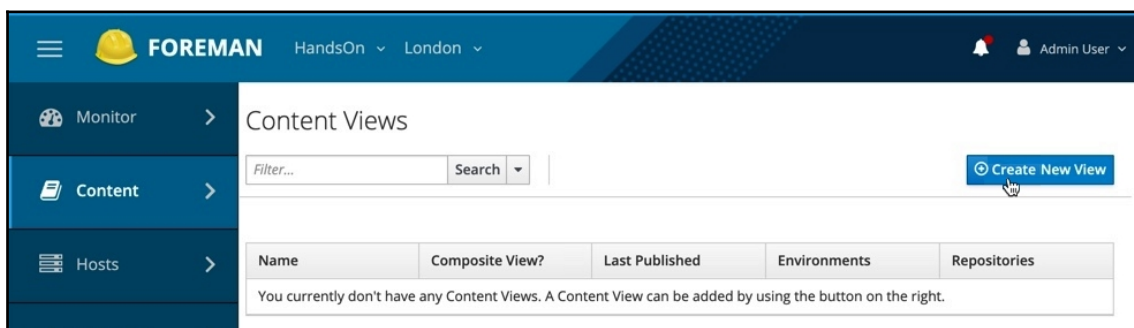 FOREMAN HandsOn London Admin User
Monitor
Content
Hosts
Content Views
Filter... Search Create New View
Name Composite View? Last Published Environments Repositories
You currently don't have any Content Views. A Content View can be added by using the button on the right.